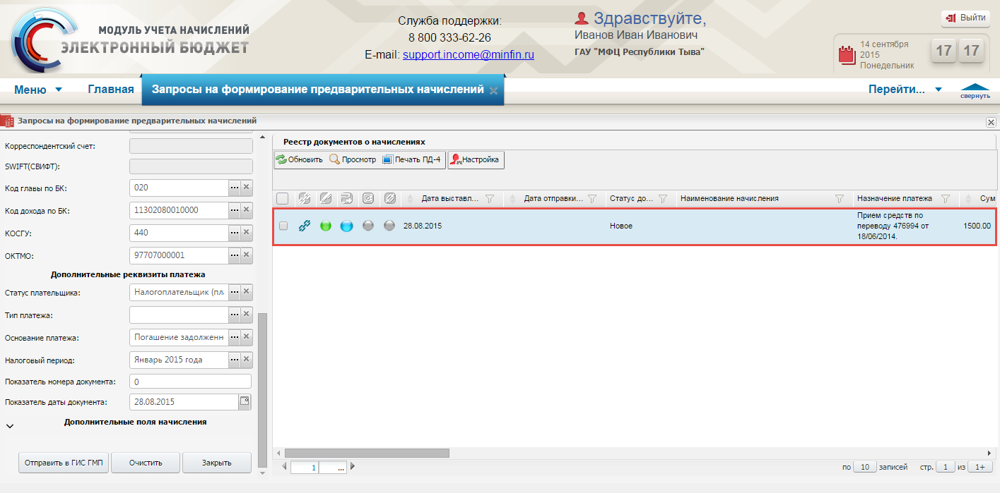 МОДУЛЬ УЧЕТА НАЧИСЛЕНИЙ
ЭЛЕКТРОННЫЙ БЮДЖЕТ
Служба поддержки:
8 800 333-62-26
E-mail: support.income@minfin.ru
Здравствуйте,
Иванов Иван Иванович
ГАУ "МФЦ Республики Тыва"
Выйти
14 сентября
2015
Понедельник
17 17
Меню
Главная
Запросы на формирование предварительных начислений
Перейти...
свернуть
Запросы на формирование предварительных начислений
Корреспондентский счет:
SWIFT(СВИФТ):
Код главы по БК: 020
Код дохода по БК: 11302080010000
КОСГУ: 440
ОКТМО: 97707000001
Дополнительные реквизиты платежа
Статус плательщика: Налогоплательщик (пл
Тип платежа:
Основание платежа: Погашение задолженн
Налоговый период: Январь 2015 года
Показатель номера документа: 0
Показатель даты документа: 28.08.2015
Дополнительные поля начисления
Отправить в ГИС ГМП Очистить Закрыть
Реестр документов о начислениях
Обновить Просмотр Печать ПД-4 Настройка
Дата выставл... Дата отправки... Статус до... Наименование начисления Назначение платежа Сум
28.08.2015 Новое
Прием средств по
переводу 476994 от
18/06/2014.
1500.00
1 ...
по 10 записей стр. 1 из 1+